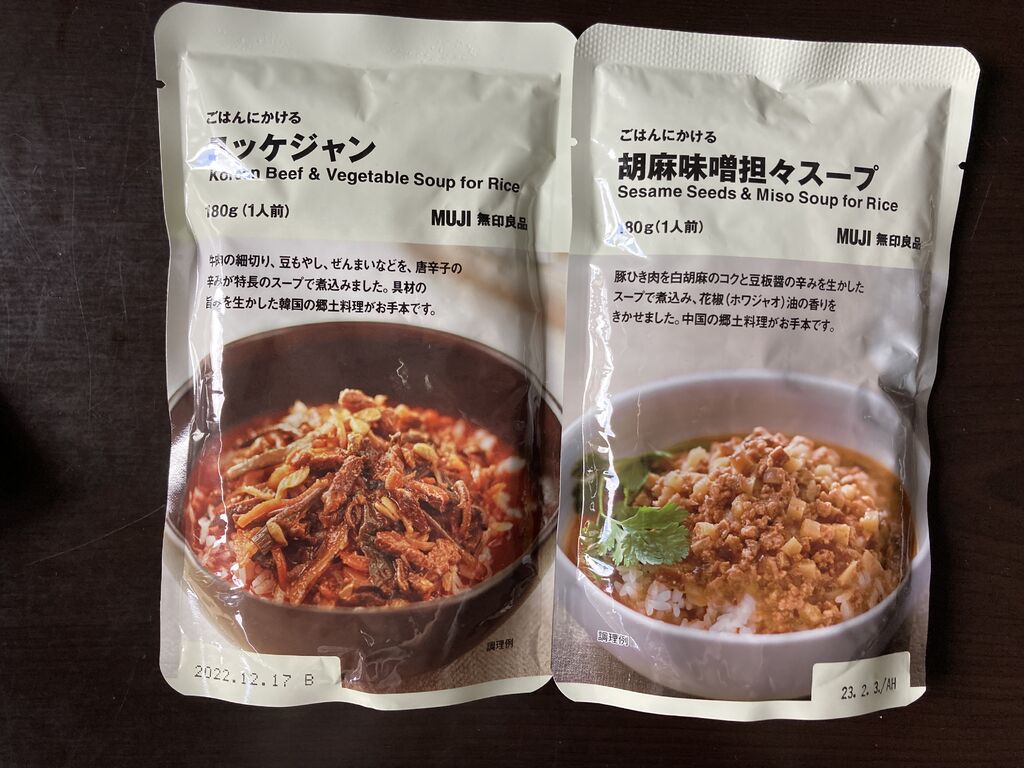 ごはんにかける
ユッケジャン
Korean Beef & Vegetable Soup for Rice
180g(1人前)
MUJI 無印良品
牛肉の細切り、豆もやし、ぜんまいなどを、唐辛子の
辛みが特長のスープで煮込みました。具材の
旨みを生かした韓国の郷土料理がお手本です。
調理例
2022.12.17 B
ごはんにかける
胡麻味噌担々スープ
Sesame Seeds & Miso Soup for Rice
180g(1人前)
MUJI 無印良品
豚ひき肉を白胡麻のコクと豆板醤の辛みを生かした
スープで煮込み、花椒(ホワジャオ)油の香りを
きかせました。中国の郷土料理がお手本です。
調理例
23. 2. 3./AH